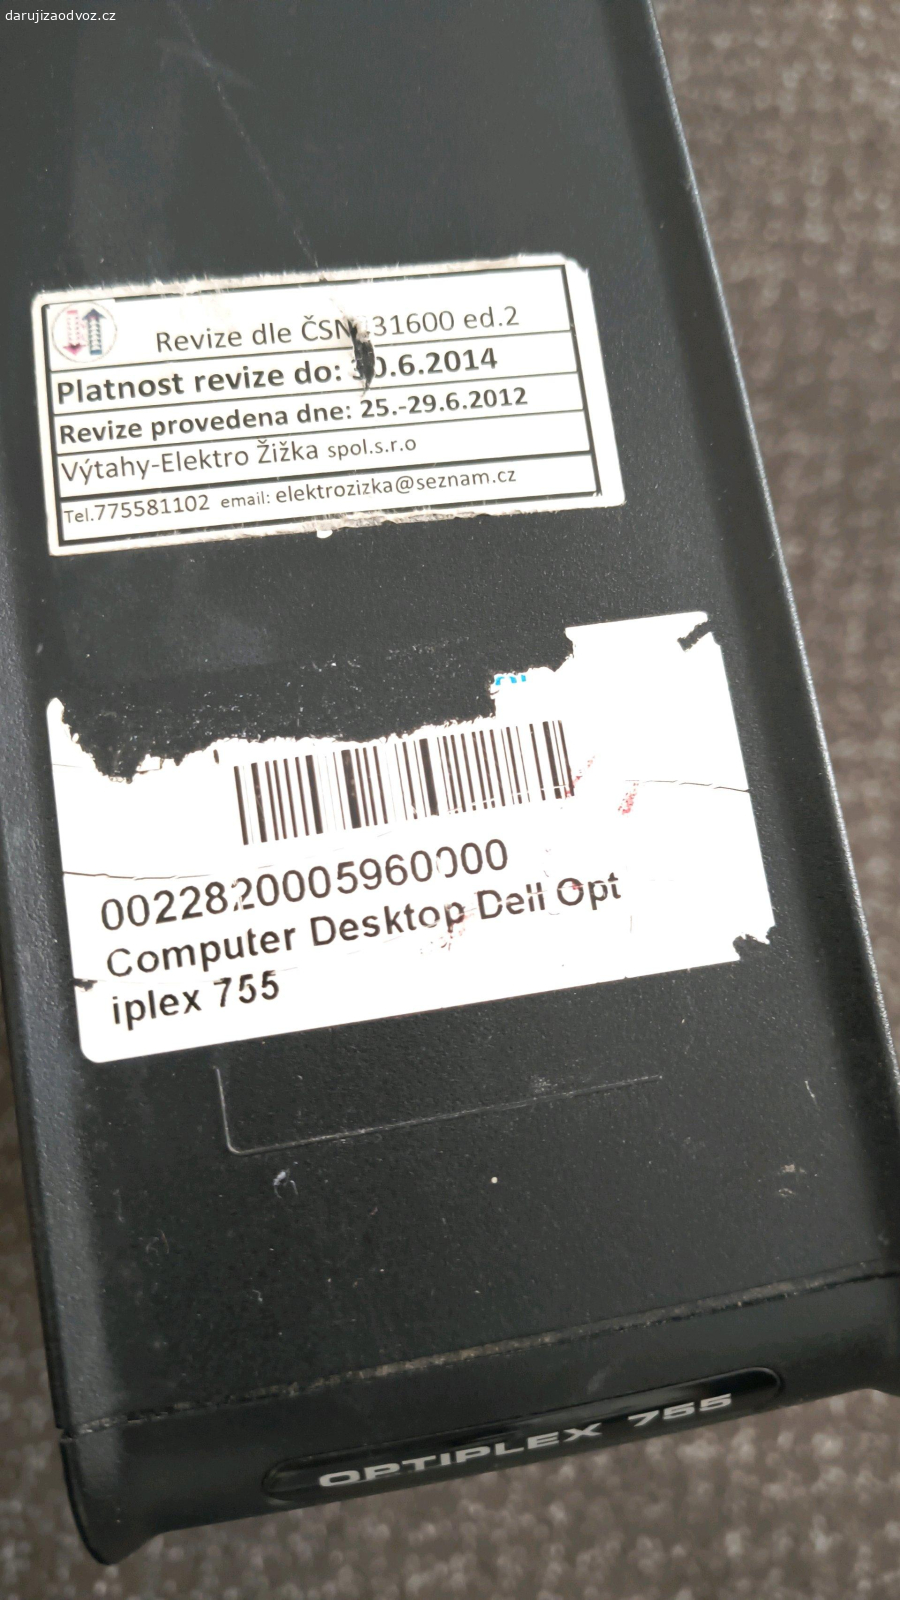 darujizaodvoz.cz
Revize dle ČSN 331600 ed.2
Platnost revize do: 30.6.2014
Revize provedena dne: 25.-29.6.2012
Výtahy-Elektro Žižka spol.s.r.o
Tel.775581102 email: elektrozizka@seznam.cz
0022820005960000
Computer Desktop Dell Opt
iplex 755
OPTIPLEX 755